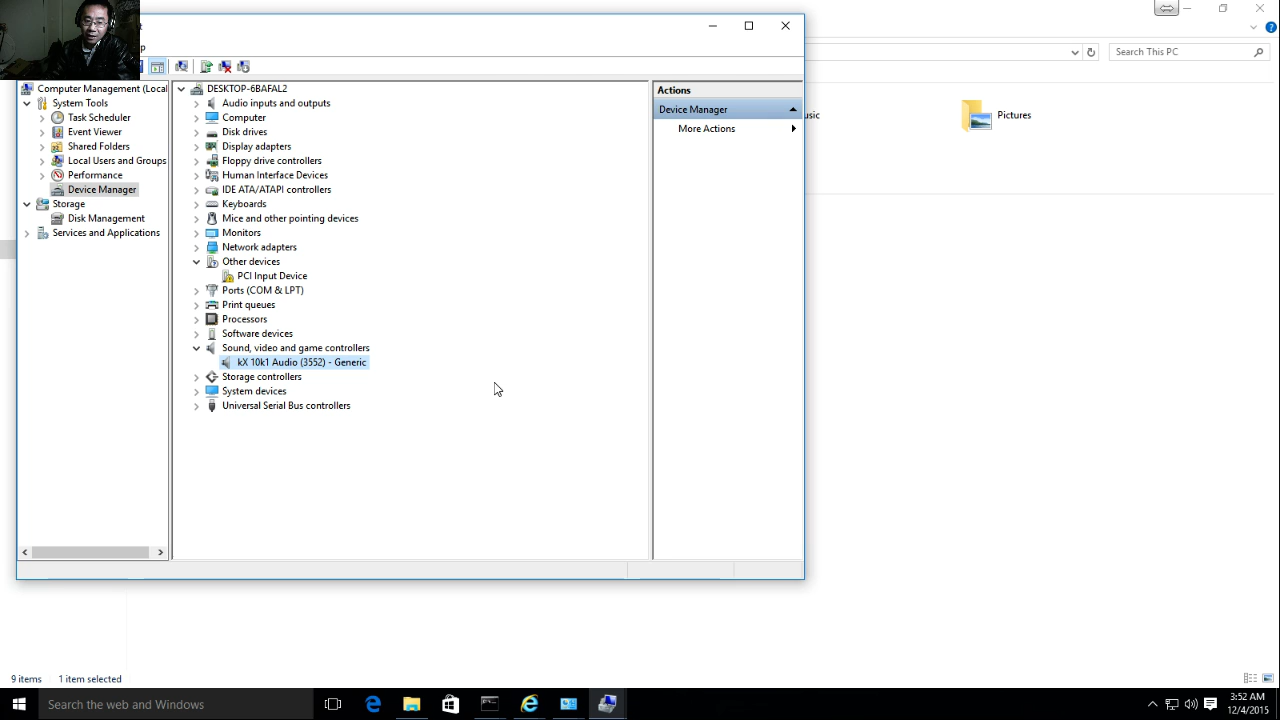 t
p
Search This PC
Computer Management (Local
System Tools
Task Scheduler
Event Viewer
Shared Folders
Local Users and Groups
Performance
Device Manager
Storage
Disk Management
Services and Applications
DESKTOP-6BAFAL2
Audio inputs and outputs
Computer
Disk drives
Display adapters
Floppy drive controllers
Human Interface Devices
IDE ATA/ATAPI controllers
Keyboards
Mice and other pointing devices
Monitors
Network adapters
Other devices
PCI Input Device
Ports (COM & LPT)
Print queues
Processors
Software devices
Sound, video and game controllers
kX 10k1 Audio (3552) - Generic
Storage controllers
System devices
Universal Serial Bus controllers
Actions
Device Manager
More Actions
usic
Pictures
9 items
1 item selected
Search the web and Windows
3:52 AM
12/4/2015